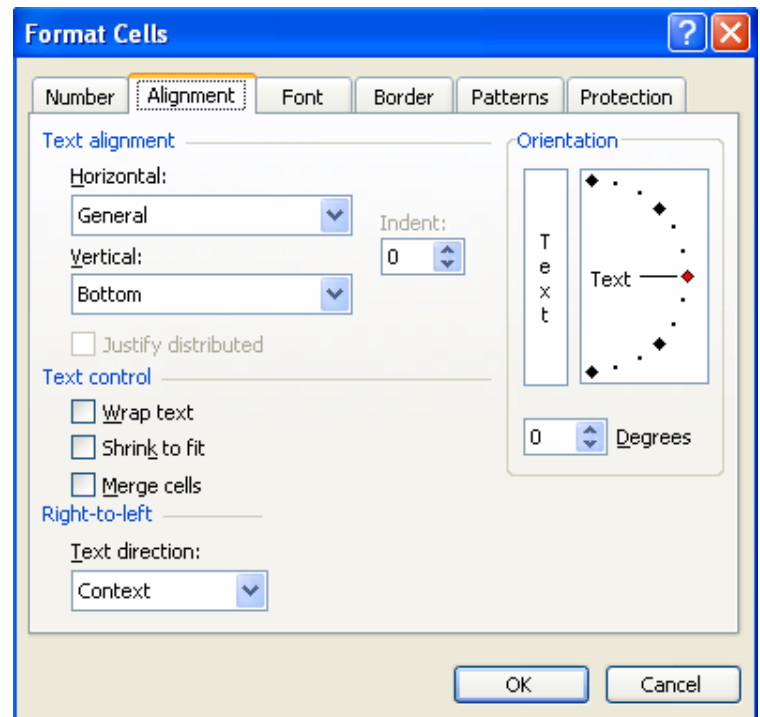 Format Cells
Number Alignment Font Border Patterns Protection
Text alignment
Horizontal:
General
Indent:
0
Vertical:
Bottom
Justify distributed
Text control
Wrap text
Shrink to fit
Merge cells
Right-to-left
Text direction:
Context
Orientation
T
e
x
t
Text
0 Degrees
OK Cancel